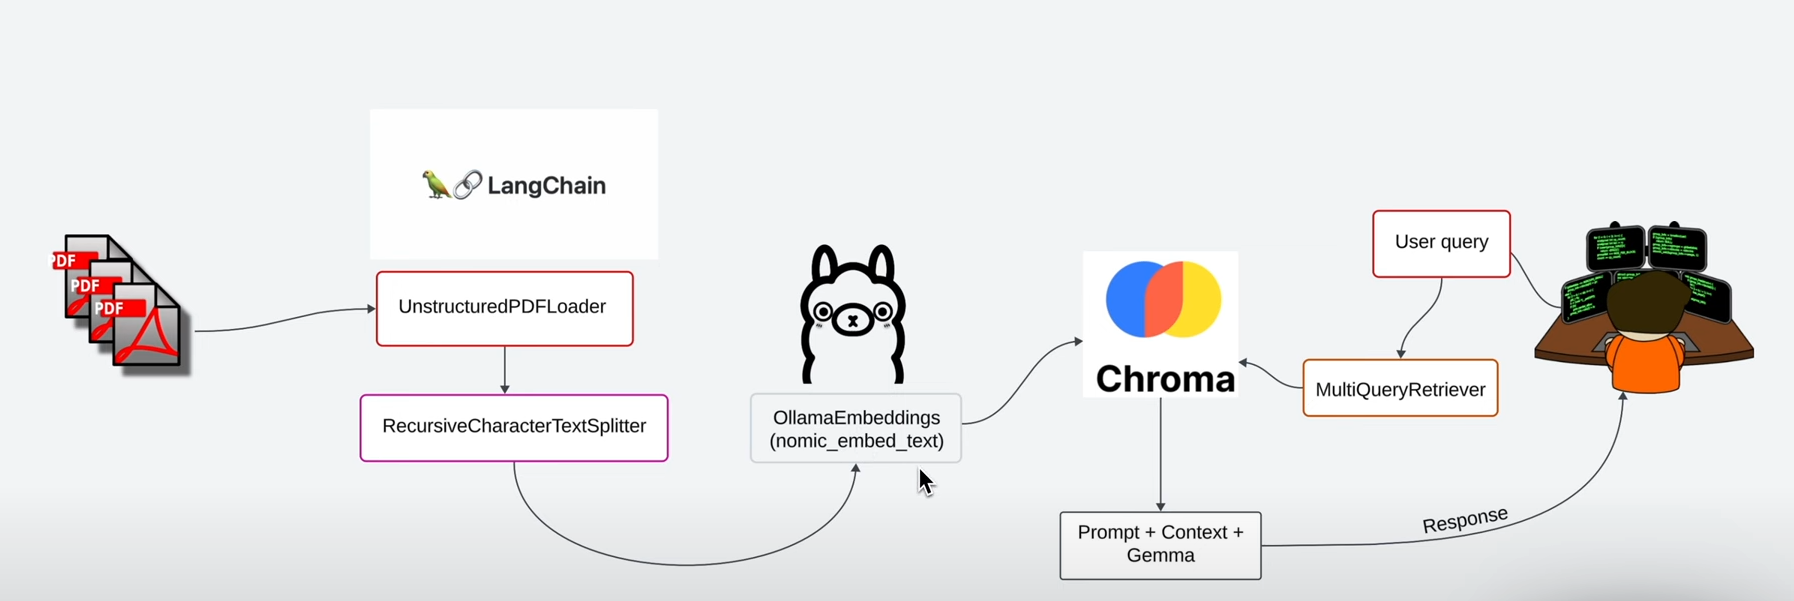 PDF
PDF
PDF
LangChain
UnstructuredPDFLoader
RecursiveCharacterTextSplitter
OllamaEmbeddings
(nomic_embed_text)
Chroma
User query
MultiQueryRetriever
Prompt + Context +
Gemma
Response